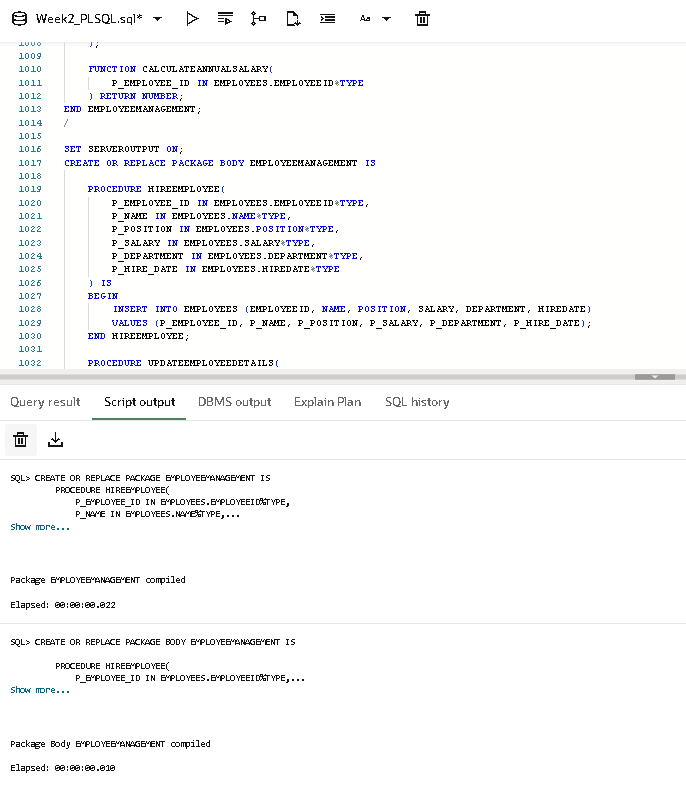 Week2_PLSQL.sql*
Aa
1008 );
1009
1010 FUNCTION CALCULATEANNUALSALARY(
1011 P_EMPLOYEE_ID IN EMPLOYEES.EMPLOYEEID%TYPE
1012 ) RETURN NUMBER;
1013 END EMPLOYEEMANAGEMENT;
1014 /
1015
1016 SET SERVEROUTPUT ON;
1017 CREATE OR REPLACE PACKAGE BODY EMPLOYEEMANAGEMENT IS
1018
1019 PROCEDURE HIREEMPLOYEE(
1020 P_EMPLOYEE_ID IN EMPLOYEES.EMPLOYEEID%TYPE,
1021 P_NAME IN EMPLOYEES.NAME%TYPE,
1022 P_POSITION IN EMPLOYEES.POSITION%TYPE,
1023 P_SALARY IN EMPLOYEES.SALARY%TYPE,
1024 P_DEPARTMENT IN EMPLOYEES.DEPARTMENT%TYPE,
1025 P_HIRE_DATE IN EMPLOYEES.HIREDATE%TYPE
1026 ) IS
1027 BEGIN
1028 INSERT INTO EMPLOYEES (EMPLOYEEID, NAME, POSITION, SALARY, DEPARTMENT, HIREDATE)
1029 VALUES (P_EMPLOYEE_ID, P_NAME, P_POSITION, P_SALARY, P_DEPARTMENT, P_HIRE_DATE);
1030 END HIREEMPLOYEE;
1031
1032 PROCEDURE UPDATEEMPLOYEEDETAILS(
Query result Script output DBMS output Explain Plan SQL history
SQL> CREATE OR REPLACE PACKAGE EMPLOYEEMANAGEMENT IS
PROCEDURE HIREEMPLOYEE(
P_EMPLOYEE_ID IN EMPLOYEES.EMPLOYEEID%TYPE,
P_NAME IN EMPLOYEES.NAME%TYPE,...
Show more...
Package EMPLOYEEMANAGEMENT compiled
Elapsed: 00:00:00.022
SQL> CREATE OR REPLACE PACKAGE BODY EMPLOYEEMANAGEMENT IS
PROCEDURE HIREEMPLOYEE(
P_EMPLOYEE_ID IN EMPLOYEES.EMPLOYEEID%TYPE,...
Show more...
Package Body EMPLOYEEMANAGEMENT compiled
Elapsed: 00:00:00.010